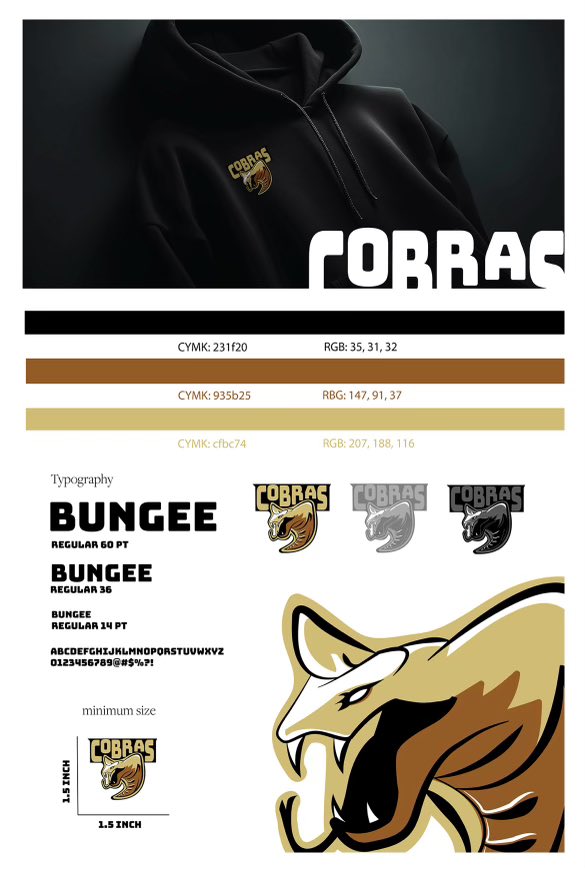 COBRAS
COBRAS
CYMK: 231f20 RGB: 35, 31, 32
CYMK: 935b25 RBG: 147, 91, 37
CYMK: cfbc74 RGB: 207, 188, 116
Typography
BUNGEE
REGULAR 60 PT
BUNGEE
REGULAR 36
BUNGEE
REGULAR 14 PT
ABCDEFGHIJKLMNOPQRSTUVWXYZ
0123456789@#$%?!
COBRAS COBRAS COBRAS
minimum size
COBRAS
1.5 INCH
1.5 INCH